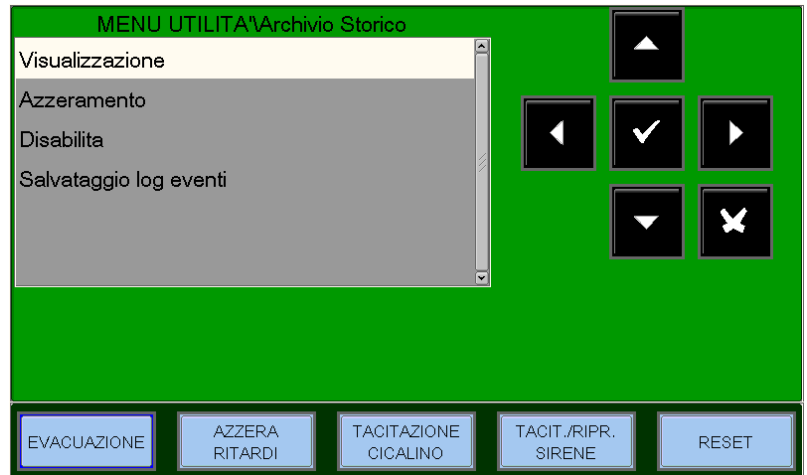 MENU UTILITA'\Archivio Storico
Visualizzazione
Azzeramento
Disabilita
Salvataggio log eventi
EVACUAZIONE
AZZERA
RITARDI
TACITAZIONE
CICALINO
TACIT./RIPR.
SIRENE
RESET